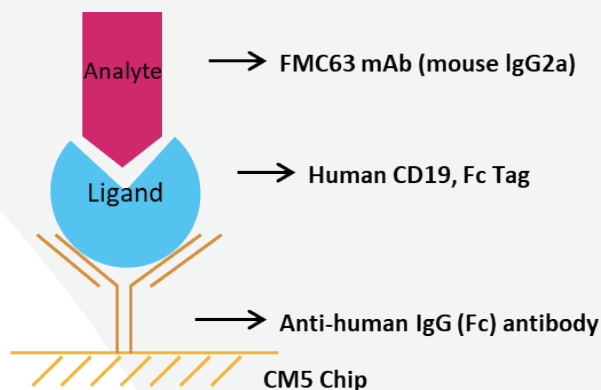 Analyte
FMC63 mAb (mouse IgG2a)
Ligand
Human CD19, Fc Tag
Anti-human IgG (Fc) antibody
CM5 Chip